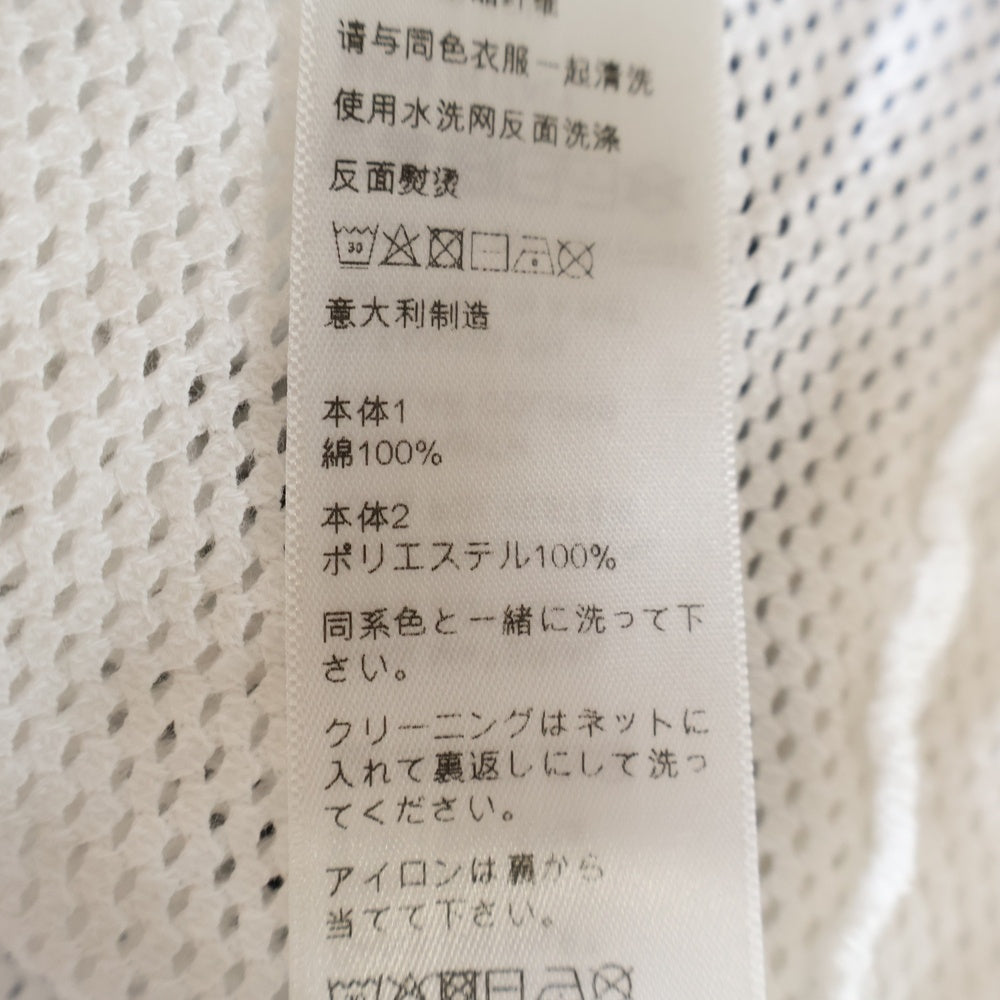 请与同色衣服一起清洗
使用水洗网反面洗涤
反面熨烫
30
意大利制造
本体1
綿100%
本体2
ポリエステル100%
同系色と一緒に洗って下
さい。
クリーニングはネットに
入れて裏返しにして洗っ
てください。
アイロンは裏から
当てて下さい。